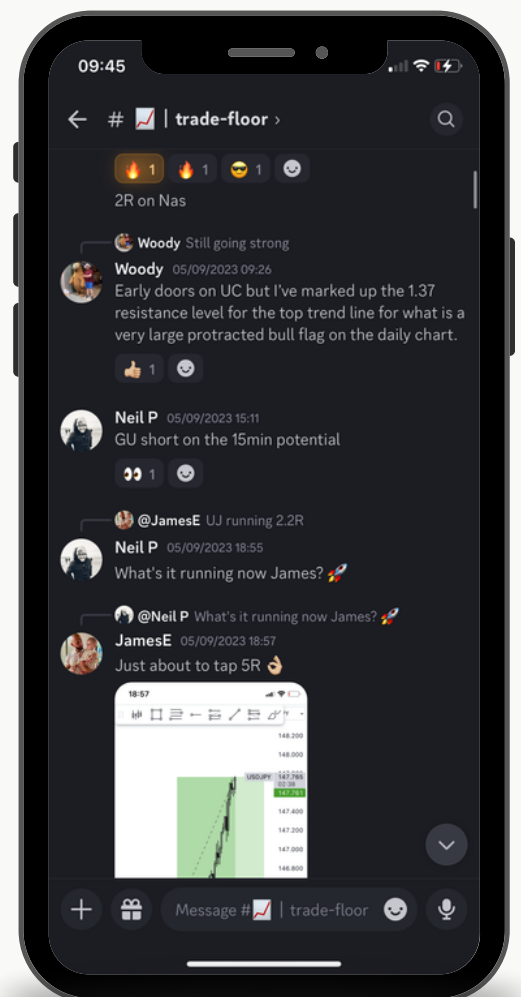 09:45
# 📈 | trade-floor ›
🔥 1 🔥 1 😎 1
2R on Nas
Woody Still going strong
Woody 05/09/2023 09:26
Early doors on UC but I've marked up the 1.37
resistance level for the top trend line for what is a
very large protracted bull flag on the daily chart.
👍🏼 1
Neil P 05/09/2023 15:11
GU short on the 15min potential
👀 1
@JamesE UJ running 2.2R
Neil P 05/09/2023 18:55
What's it running now James? 🚀
@Neil P What's it running now James? 🚀
JamesE 05/09/2023 18:57
Just about to tap 5R 👌🏼
18:57
148.200
148.000
USDJPY 147.765
02:38
147.751
147.400
147.200
147.000
146.800
Message #📈 | trade-floor